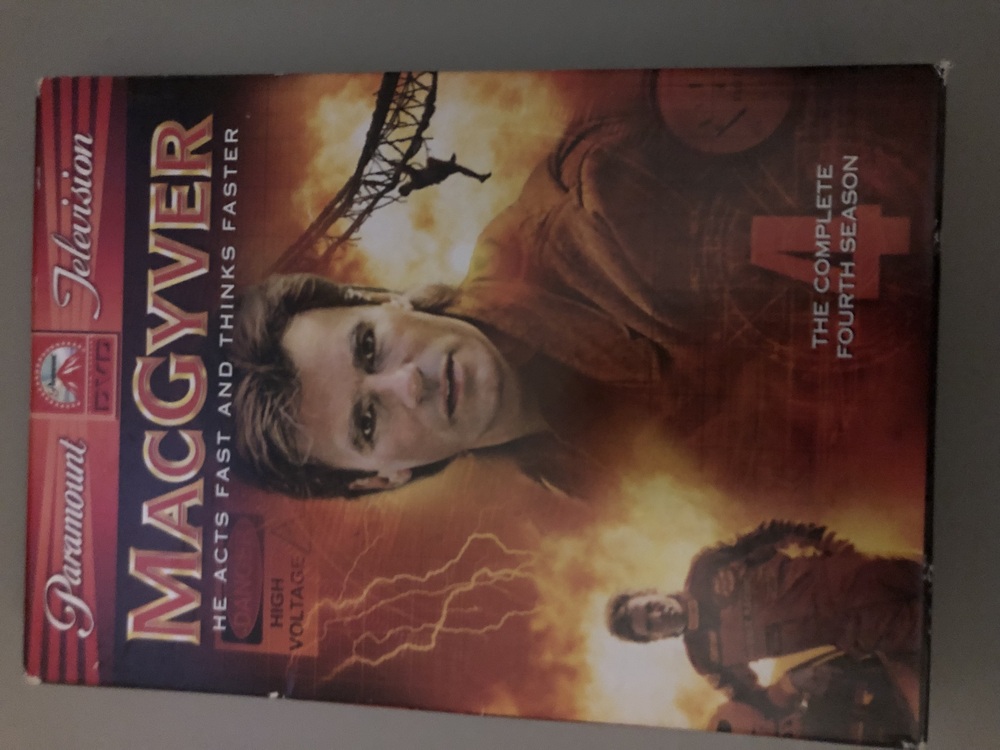 Paramount Television
DVD
MACGYVER
HE ACTS FAST AND THINKS FASTER
DANGER
HIGH
VOLTAGE
4
THE COMPLETE
FOURTH SEASON